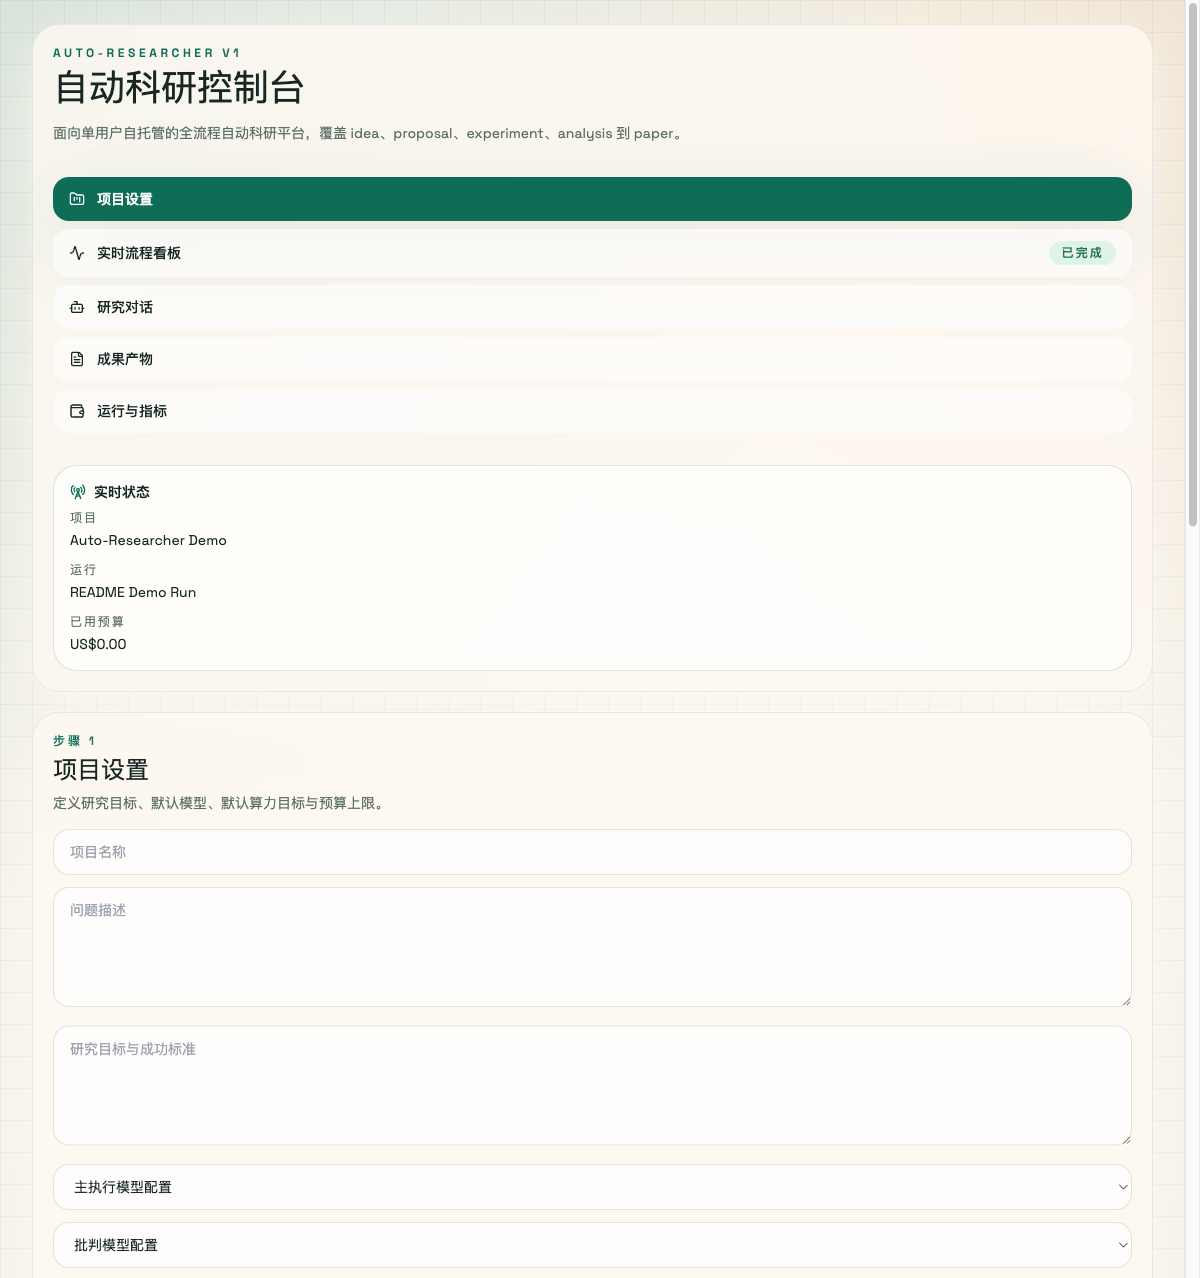 AUTO-RESEARCHER V1
自动科研控制台
面向单用户自托管的全流程自动科研平台，覆盖 idea、proposal、experiment、analysis 到 paper。
项目设置
实时流程看板
已完成
研究对话
成果产物
运行与指标
实时状态
项目
Auto-Researcher Demo
运行
README Demo Run
已用预算
US$0.00
步骤 1
项目设置
定义研究目标、默认模型、默认算力目标与预算上限。
项目名称
问题描述
研究目标与成功标准
主执行模型配置
批判模型配置